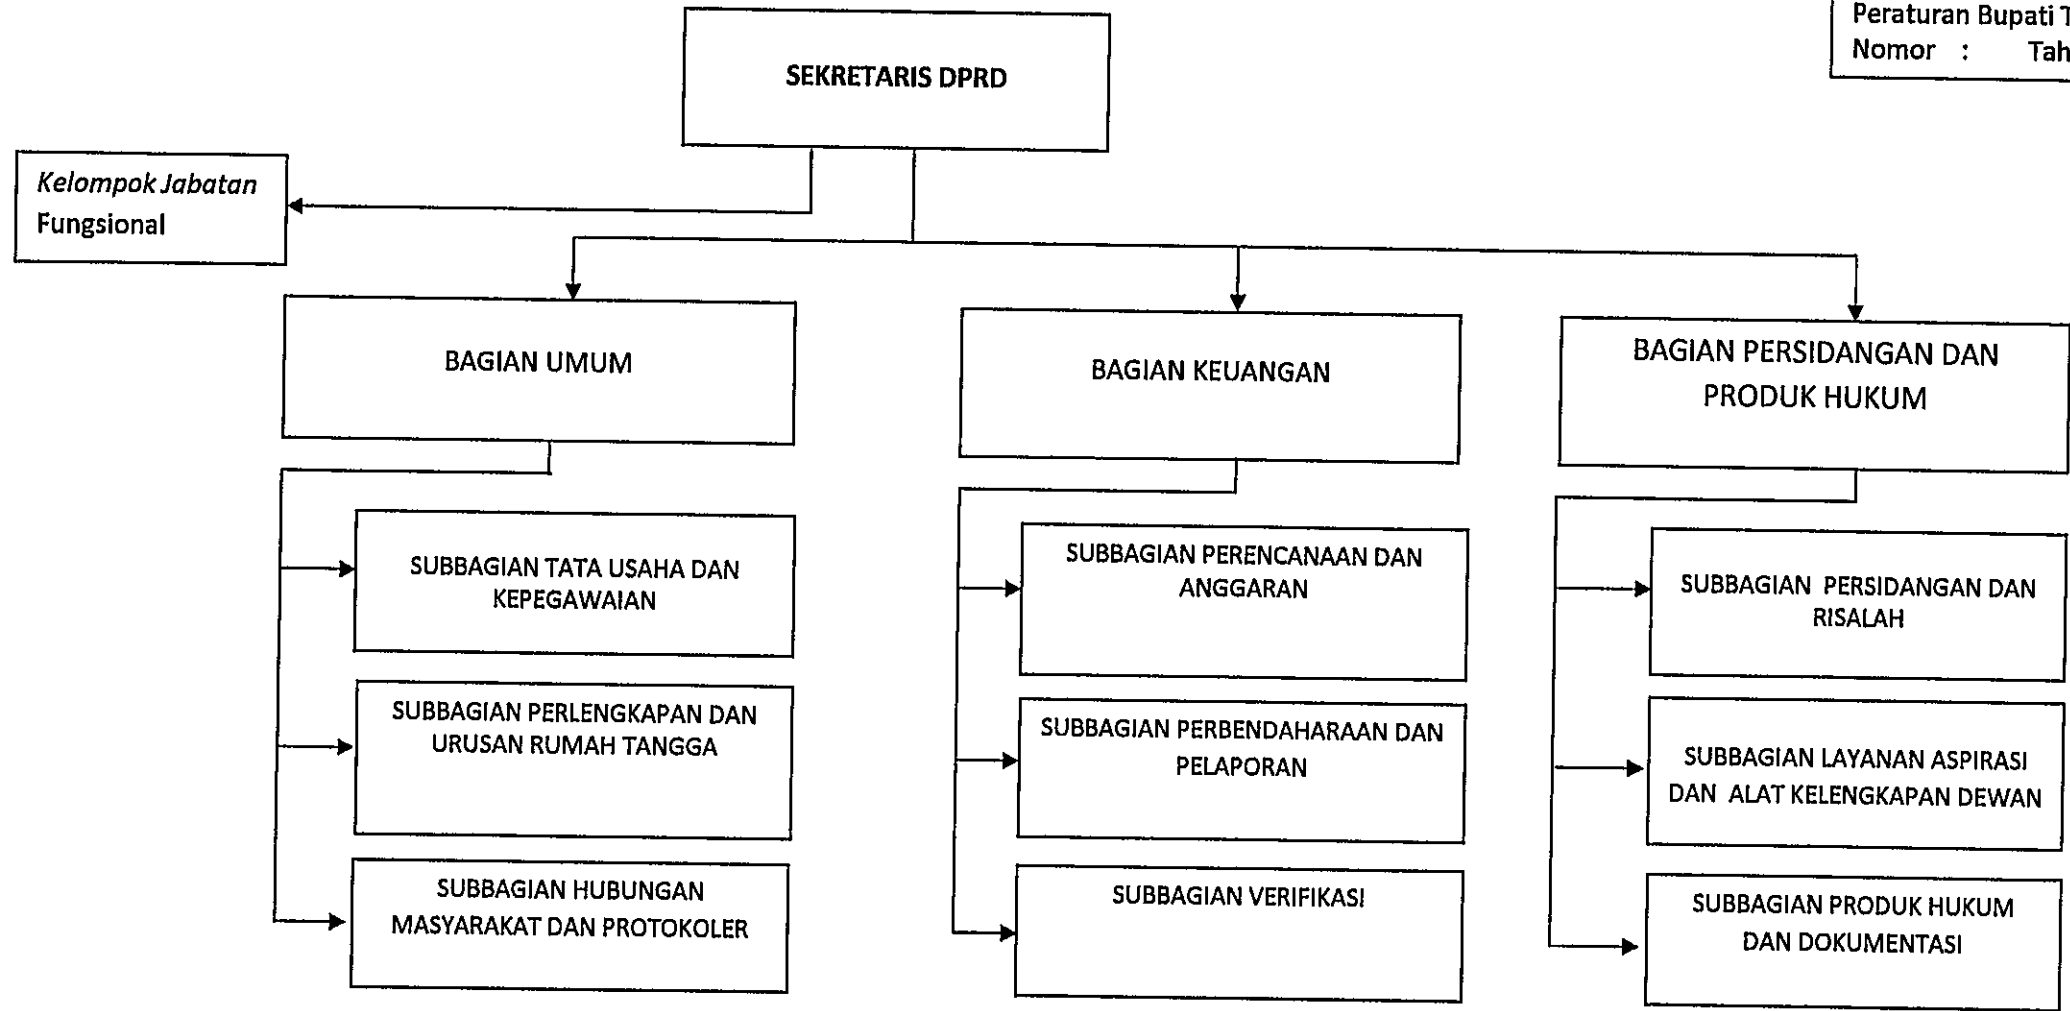 Peraturan Bupati
Nomor :
SEKRETARIS DPRD
Kelompok Jabatan
Fungsional
BAGIAN UMUM
BAGIAN KEUANGAN
BAGIAN PERSIDANGAN DAN
PRODUK HUKUM
SUBBAGIAN TATA USAHA DAN
KEPEGAWAIAN
SUBBAGIAN PERLENGKAPAN DAN
URUSAN RUMAH TANGGA
SUBBAGIAN HUBUNGAN
MASYARAKAT DAN PROTOKOLER
SUBBAGIAN PERENCANAAN DAN
ANGGARAN
SUBBAGIAN PERBENDAHARAAN DAN
PELAPORAN
SUBBAGIAN VERIFIKASI
SUBBAGIAN PERSIDANGAN DAN
RISALAH
SUBBAGIAN LAYANAN ASPIRASI
DAN ALAT KELENGKAPAN DEWAN
SUBBAGIAN PRODUK HUKUM
DAN DOKUMENTASI